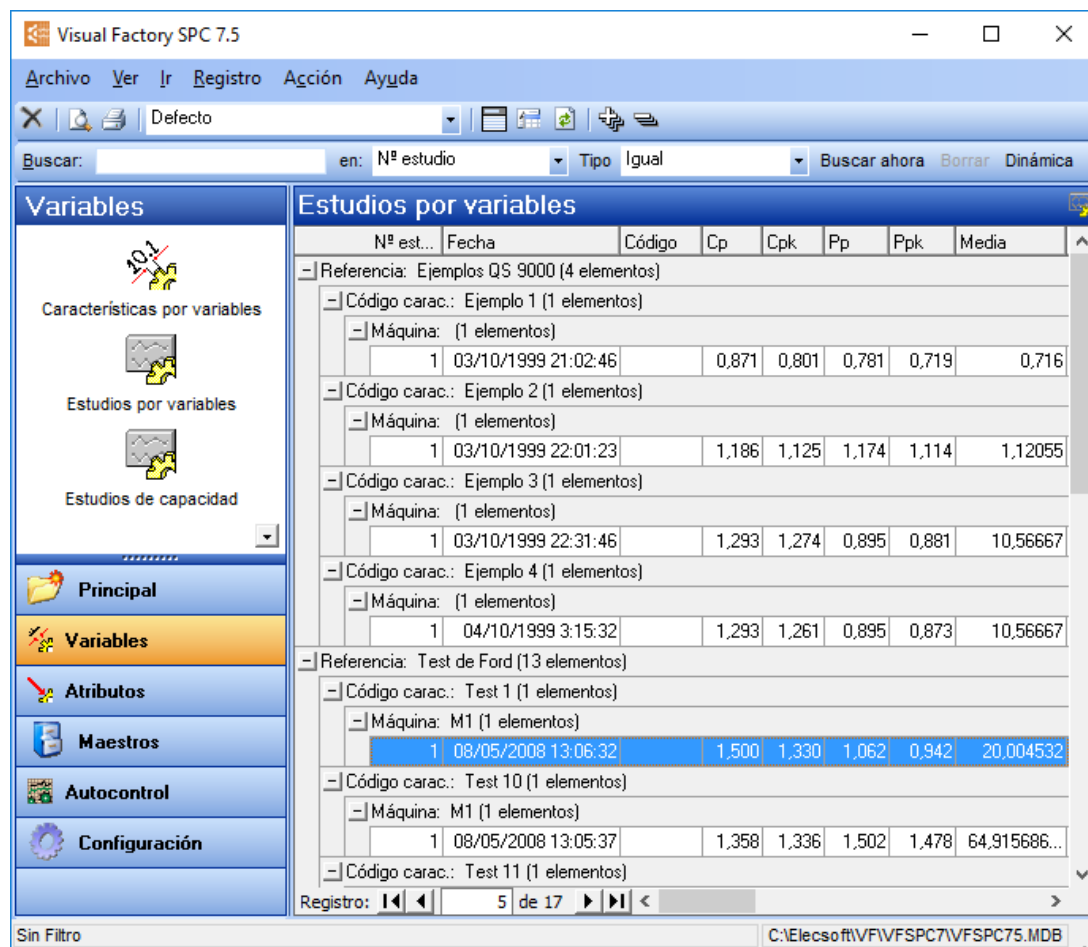 Visual Factory SPC 7.5
Archivo Ver Ir Registro Acción Ayuda
Defecto
Buscar: en: Nº estudio Tipo Igual Buscar ahora Borrar Dinámica
Variables
Características por variables
Estudios por variables
Estudios de capacidad
Principal
Variables
Atributos
Maestros
Autocontrol
Configuración
Estudios por variables
Nº est... Fecha Código Cp Cpk Pp Ppk Media
Referencia: Ejemplos QS 9000 (4 elementos)
Código carac.: Ejemplo 1 (1 elementos)
Máquina: (1 elementos)
1 03/10/1999 21:02:46 0,871 0,801 0,781 0,719 0,716
Código carac.: Ejemplo 2 (1 elementos)
Máquina: (1 elementos)
1 03/10/1999 22:01:23 1,186 1,125 1,174 1,114 1,12055
Código carac.: Ejemplo 3 (1 elementos)
Máquina: (1 elementos)
1 03/10/1999 22:31:46 1,293 1,274 0,895 0,881 10,56667
Código carac.: Ejemplo 4 (1 elementos)
Máquina: (1 elementos)
1 04/10/1999 3:15:32 1,293 1,261 0,895 0,873 10,56667
Referencia: Test de Ford (13 elementos)
Código carac.: Test 1 (1 elementos)
Máquina: M1 (1 elementos)
1 08/05/2008 13:06:32 1,500 1,330 1,062 0,942 20,004532
Código carac.: Test 10 (1 elementos)
Máquina: M1 (1 elementos)
1 08/05/2008 13:05:37 1,358 1,336 1,502 1,478 64,915686...
Código carac.: Test 11 (1 elementos)
Registro: 5 de 17
Sin Filtro
C:\Elecsoft\VF\VFSPC7\VFSPC75.MDB